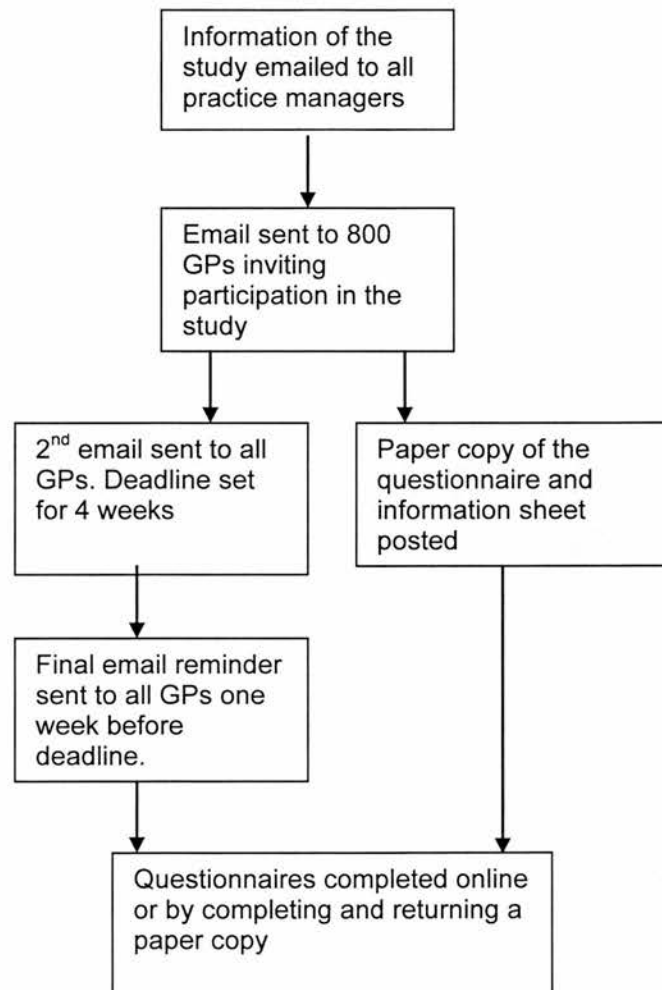 Information of the
study emailed to all
practice managers
Email sent to 800
GPs inviting
participation in the
study
2nd email sent to all
GPs. Deadline set
for 4 weeks
Paper copy of the
questionnaire and
information sheet
posted
Final email reminder
sent to all GPs one
week before
deadline.
Questionnaires completed online
or by completing and returning a
paper copy